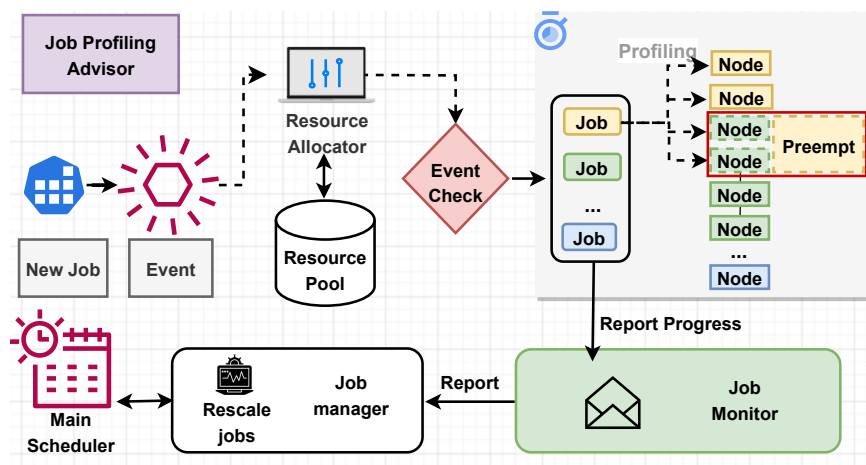 Job Profiling
Advisor
New Job
Event
Resource
Allocator
Resource
Pool
Event
Check
Profiling
Job
Job
...
Job
Node
Node
Node
Node
Preempt
Node
Node
...
Node
Report Progress
Job
Monitor
Report
Job
manager
Rescale
jobs
Main
Scheduler